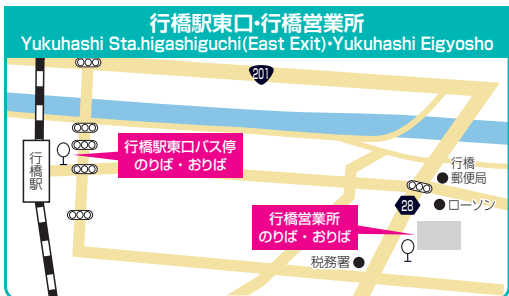 行橋駅東口・行橋営業所
Yukuhashi Sta.higashiguchi(East Exit)・Yukuhashi Eigyosho
201
行橋駅東口バス停
のりば・おりば
行橋駅
行橋
郵便局
28
ローソン
行橋営業所
のりば・おりば
税務署